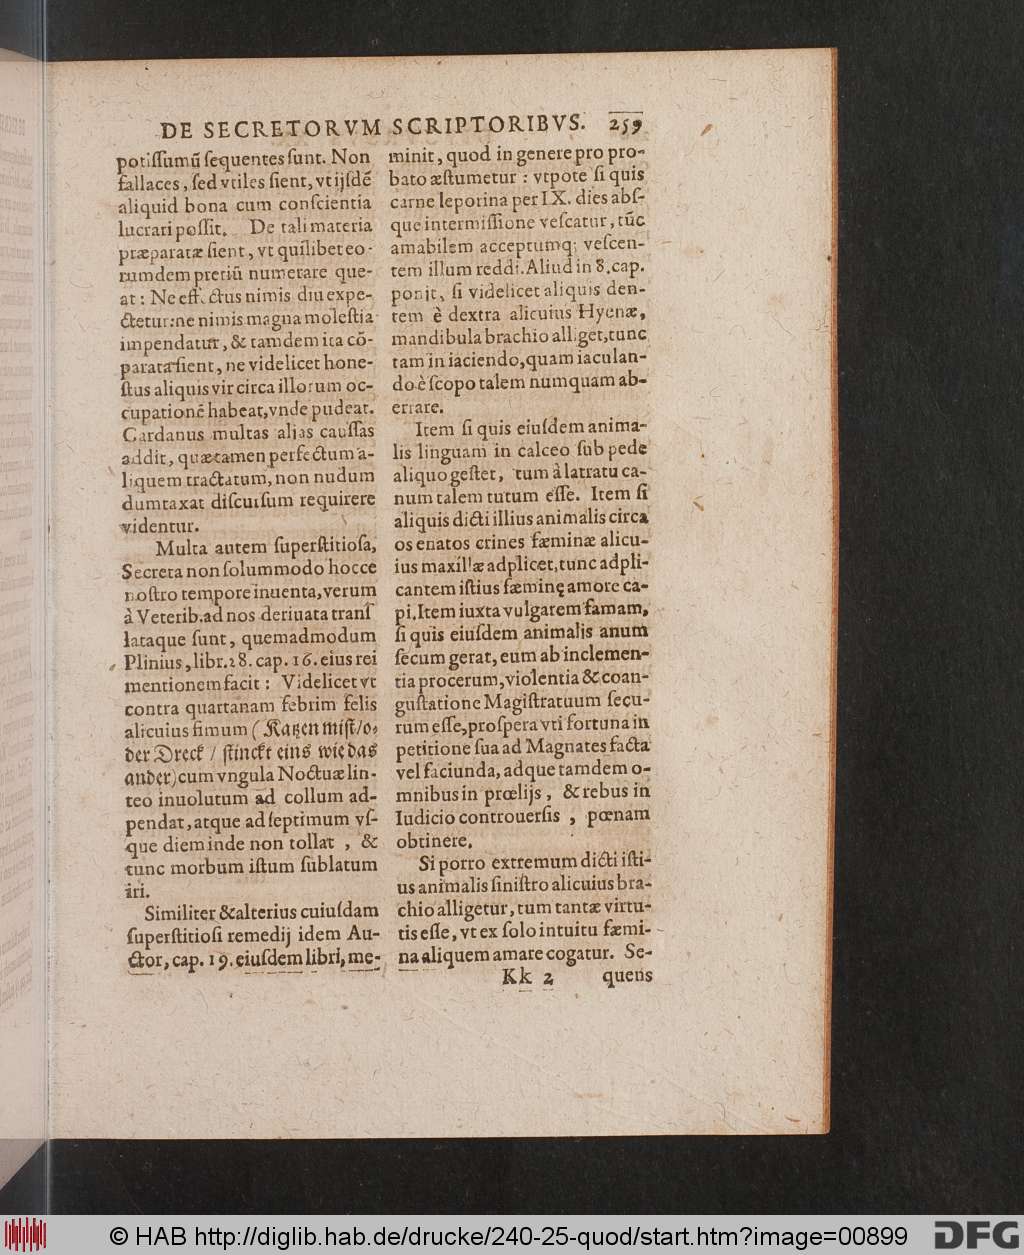 DE SECRETORVM SCRIPTORIBVS. 259
potiſſumũ ſequentes ſunt. Non
fallaces, ſed vtiles ſient, vt ijſdẽ
aliquid bona cum conſcientia
lucrari poſſit. De tali materia
præparatæ ſient, vt quilibet eo-
rumdem pretiũ numerare que-
at: Ne effectus nimis diu expe-
ctetur: ne nimis magna moleſtia
impendatur, & tamdem ita cõ-
parata ſient, ne videlicet hone-
ſtus aliquis vir circa illorum oc-
cupationẽ habeat, vnde pudeat.
Cardanus multas alias cauſſas
addit, quæ tamen perfectum a-
liquem tractatum, non nudum
dumtaxat diſcurſum requirere
videntur.
Multa autem ſuperſtitioſa,
Secreta non ſolummodo hocce
noſtro tempore inuenta, verum
à Veterib. ad nos deriuata tranſ
lataque ſunt, quemadmodum
Plinius, libr. 28. cap. 16. eius rei
mentionem facit: Videlicet vt
contra quartanam febrim felis
alicuius fimum (Katzen miſt/o-
der Dreck / ſtinckt eins wie das
ander) cum vngula Noctuæ lin-
teo inuolutum ad collum ad-
pendat, atque ad ſeptimum vſ-
que diem inde non tollat, &
tunc morbum iſtum ſublatum
iri.
Similiter & alterius cuiuſdam
ſuperſtitioſi remedij idem Au-
ctor, cap. 19. eiuſdem libri, me-
minit, quod in genere pro pro-
bato æſtumetur: vtpote ſi quis
carne leporina per IX. dies abſ-
que intermiſſione veſcatur, tũc
amabilem acceptumq; veſcen-
tem illum reddi. Aliud in 8. cap.
ponit, ſi videlicet aliquis den-
tem è dextra alicuius Hyenæ,
mandibula brachio alliget, tunc
tam in iaciendo, quam iaculan-
do è ſcopo talem numquam ab-
errare.
Item ſi quis eiuſdem anima-
lis linguam in calceo ſub pede
aliquo geſtet, tum à latratu ca-
num talem tutum eſſe. Item ſi
aliquis dicti illius animalis circa
os enatos crines fæminæ alicu-
ius maxillæ adplicet, tunc adpli-
cantem iſtius fæminę amore ca-
pi. Item iuxta vulgarem famam,
ſi quis eiuſdem animalis anum
ſecum gerat, eum ab inclemen-
tia procerum, violentia & coan-
guſtatione Magiſtratuum ſecu-
rum eſſe, proſpera vti fortuna in
petitione ſua ad Magnates facta
vel faciunda, adque tamdem o-
mnibus in prœlijs, & rebus in
Iudicio controuerſis, pœnam
obtinere.
Si porro extremum dicti iſti-
us animalis ſiniſtro alicuius bra-
chio alligetur, tum tantæ virtu-
tis eſſe, vt ex ſolo intuitu fæmi-
na aliquem amare cogatur. Se-
Kk 2 quens
© HAB http://diglib.hab.de/drucke/240-25-quod/start.htm?image=00899
DFG